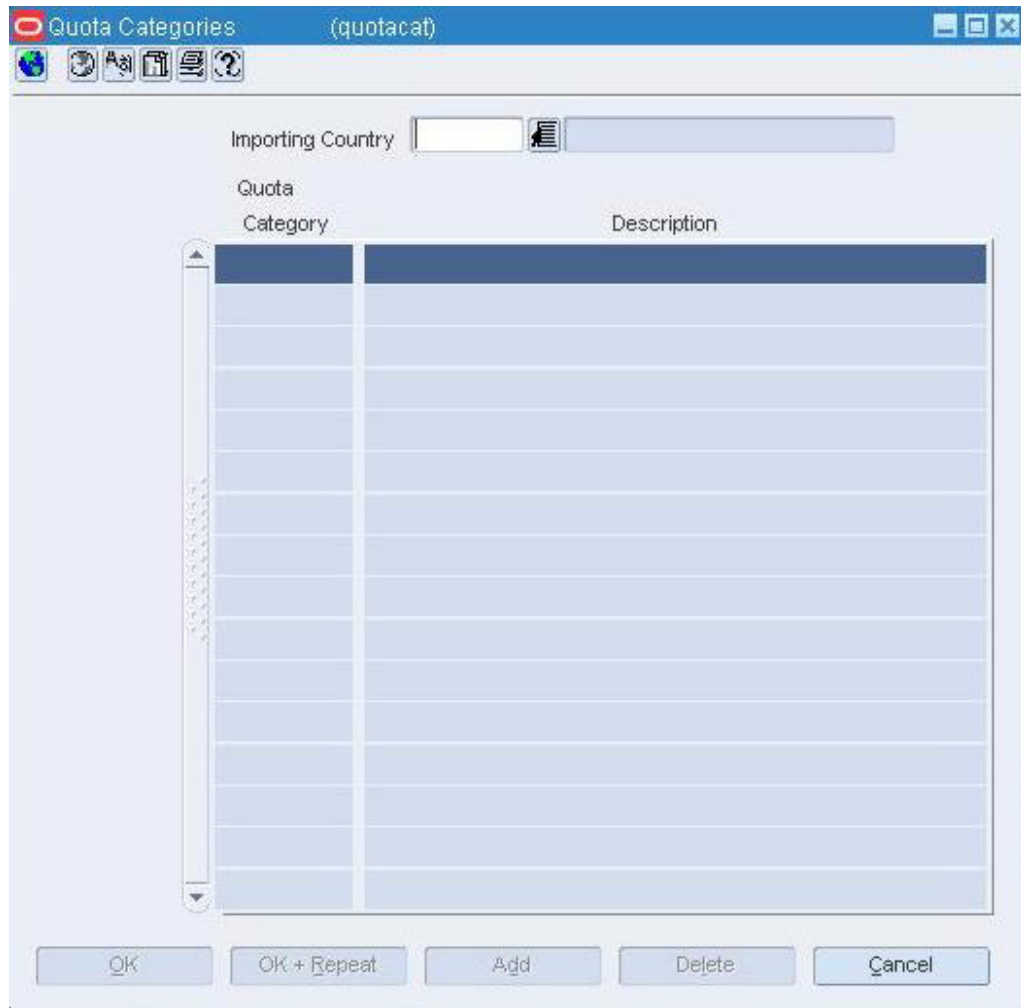 Quota Categories (quotacat)
Importing Country
Quota
Category Description
OK OK + Repeat Add Delete Cancel